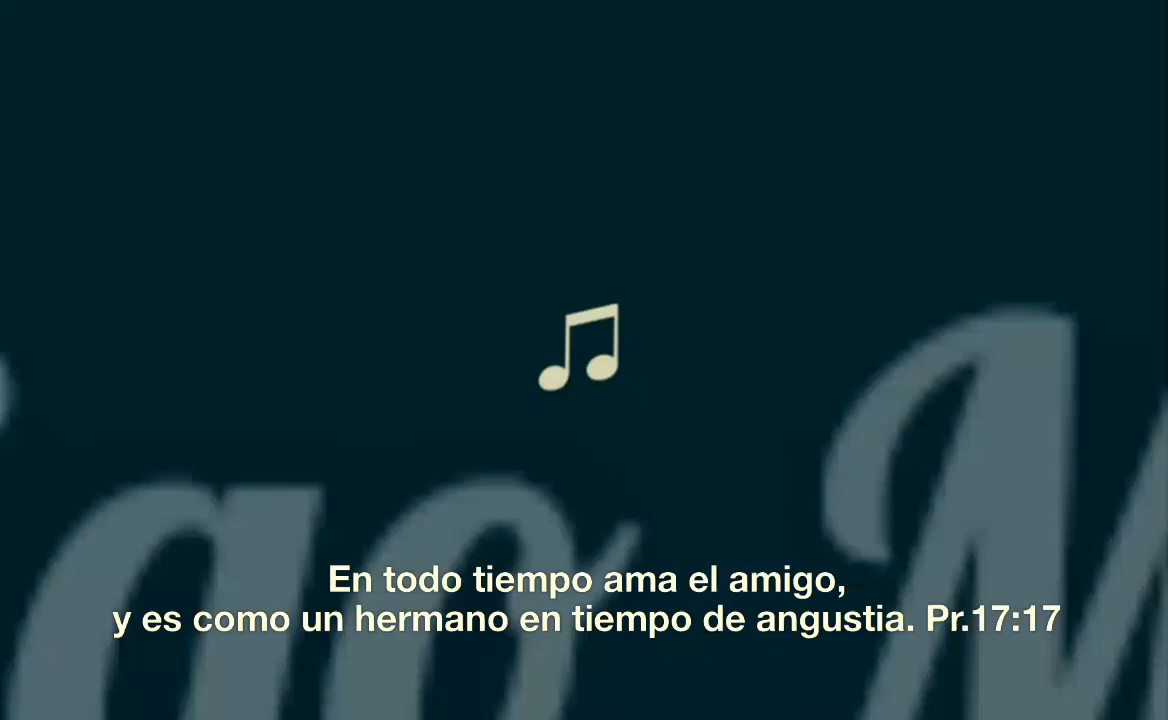 En todo tiempo ama el amigo,
y es como un hermano en tiempo de angustia. Pr.17:17